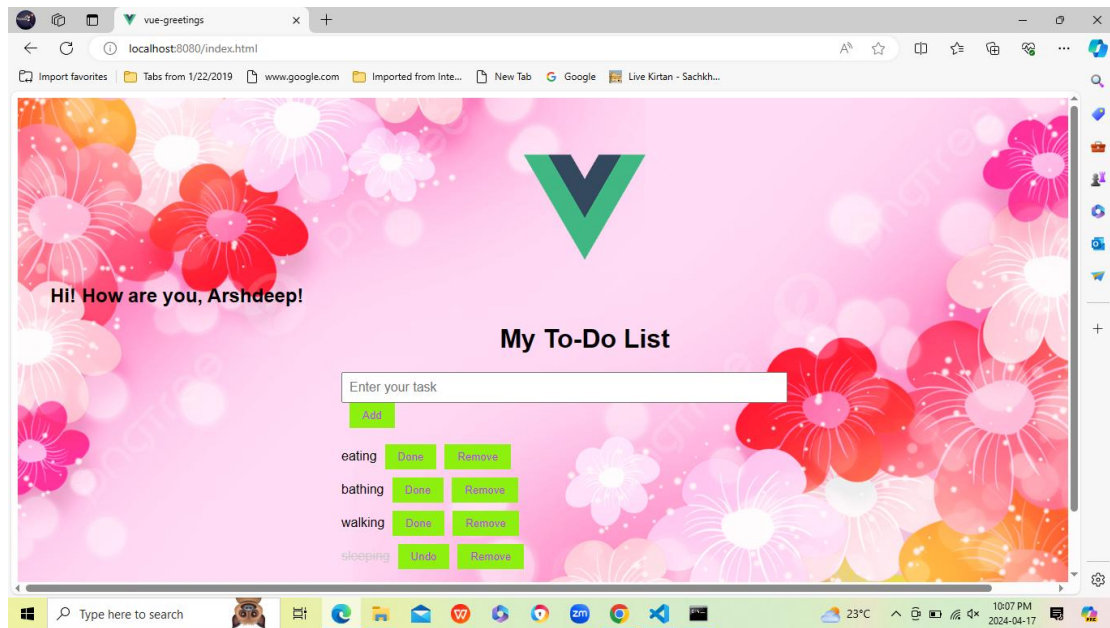 vue-greetings
localhost:8080/index.html
Import favorites Tabs from 1/22/2019 www.google.com Imported from Inte... New Tab Google Live Kirtan - Sachkh...
Hi! How are you, Arshdeep!
My To-Do List
Enter your task
Add
eating Done Remove
bathing Done Remove
walking Done Remove
sleeping Undo Remove
pngtree
Type here to search
23°C
10:07 PM
2024-04-17